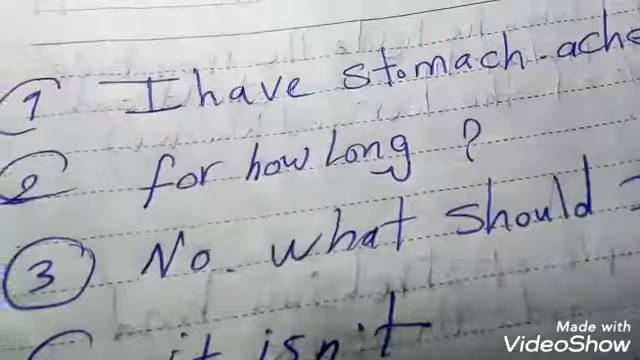 1 I have stomach-ache
2 for how long ?
3 No. what should I
it isn't
Made with
VideoShow